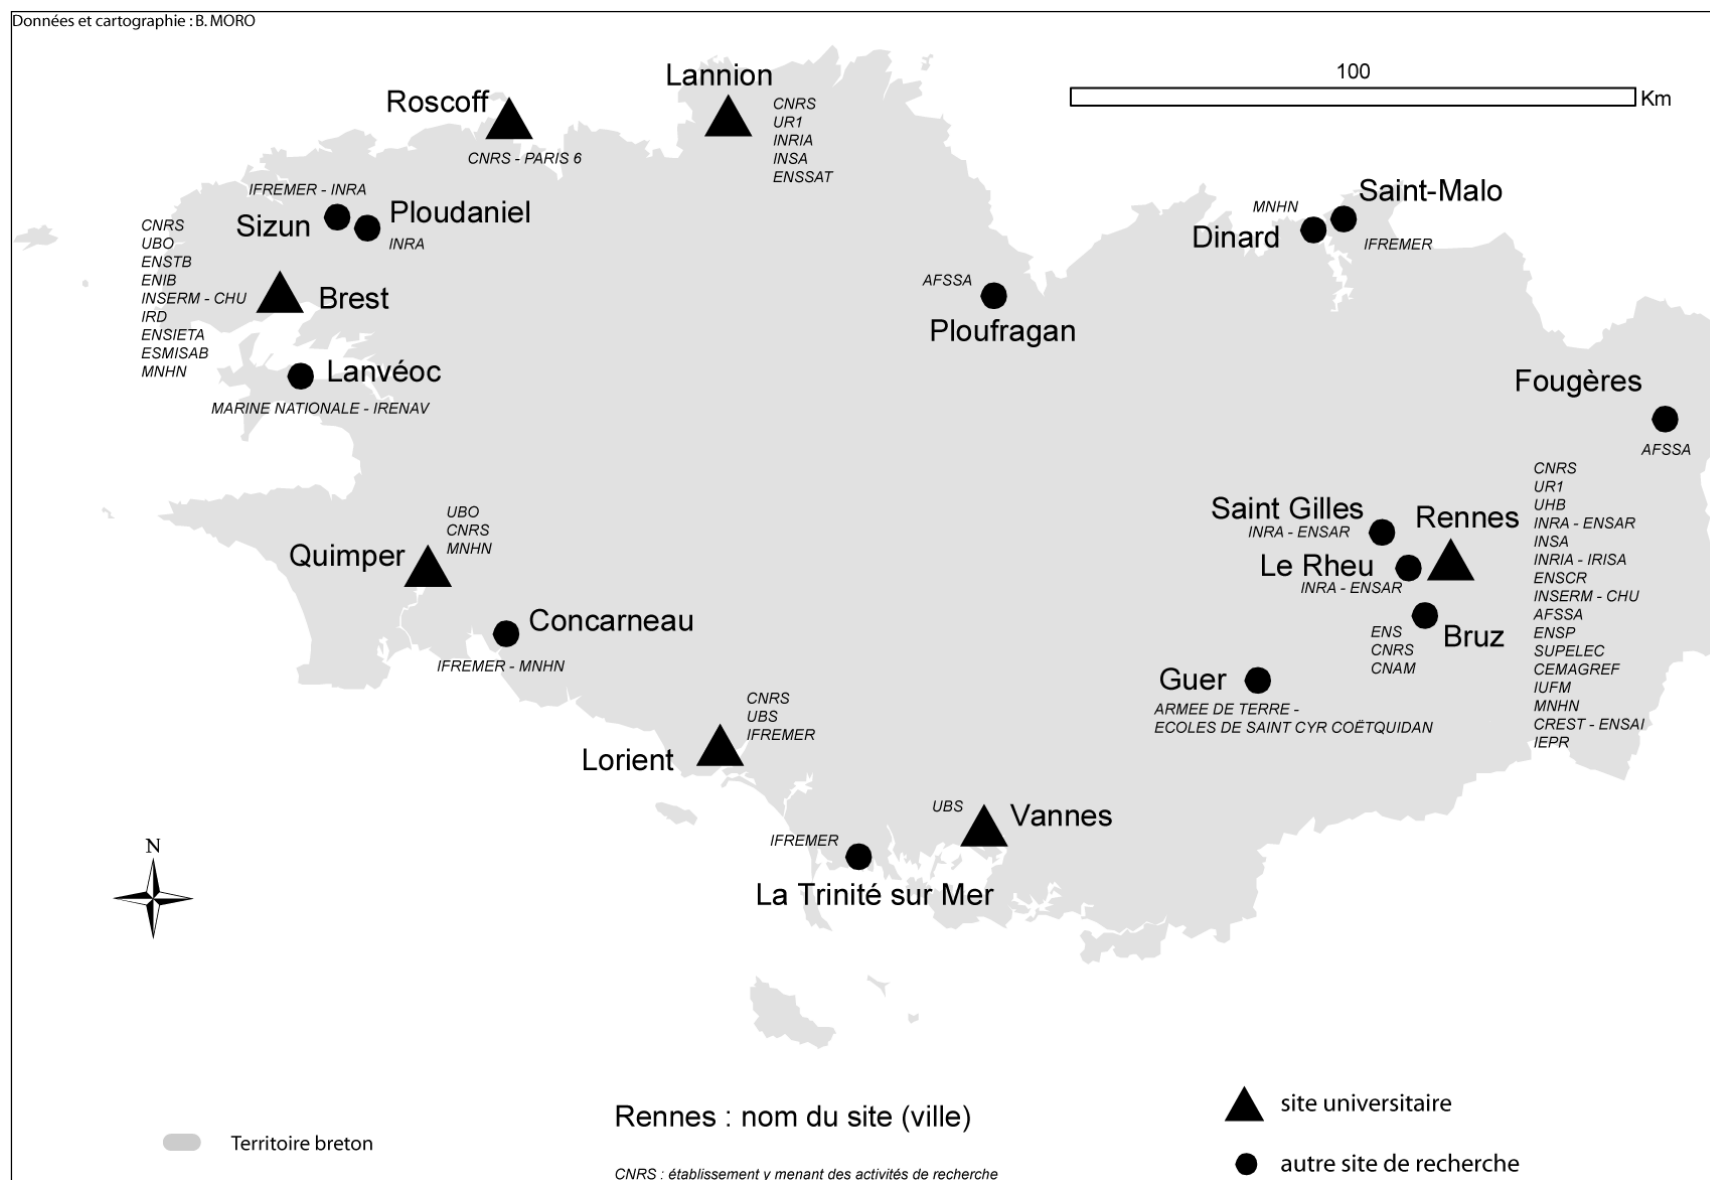 Données et cartographie : B. MORO
100
Km
Lannion
CNRS
UR1
INRIA
INSA
ENSSAT
Roscoff
CNRS - PARIS 6
IFREMER - INRA
Sizun
Ploudaniel
INRA
CNRS
UBO
ENSTB
ENIB
INSERM - CHU
IRD
ENSIETA
ESMISAB
MNHN
Brest
Lanvéoc
MARINE NATIONALE - IRENAV
Saint-Malo
IFREMER
MNHN
Dinard
AFSSA
Ploufragan
Fougères
AFSSA
UBO
CNRS
MNHN
Quimper
Concarneau
IFREMER - MNHN
Saint Gilles
INRA - ENSAR
Rennes
Le Rheu
INRA - ENSAR
CNRS
UR1
UHB
INRA - ENSAR
INSA
INRIA - IRISA
ENSCR
INSERM - CHU
AFSSA
ENSP
SUPELEC
CEMAGREF
IUFM
MNHN
CREST - ENSAI
IEPR
ENS
CNRS
CNAM
Bruz
Guer
ARMEE DE TERRE -
ECOLES DE SAINT CYR COËTQUIDAN
CNRS
UBS
IFREMER
Lorient
UBS
Vannes
IFREMER
La Trinité sur Mer
N
Rennes : nom du site (ville)
CNRS : établissement y menant des activités de recherche
Territoire breton
site universitaire
autre site de recherche